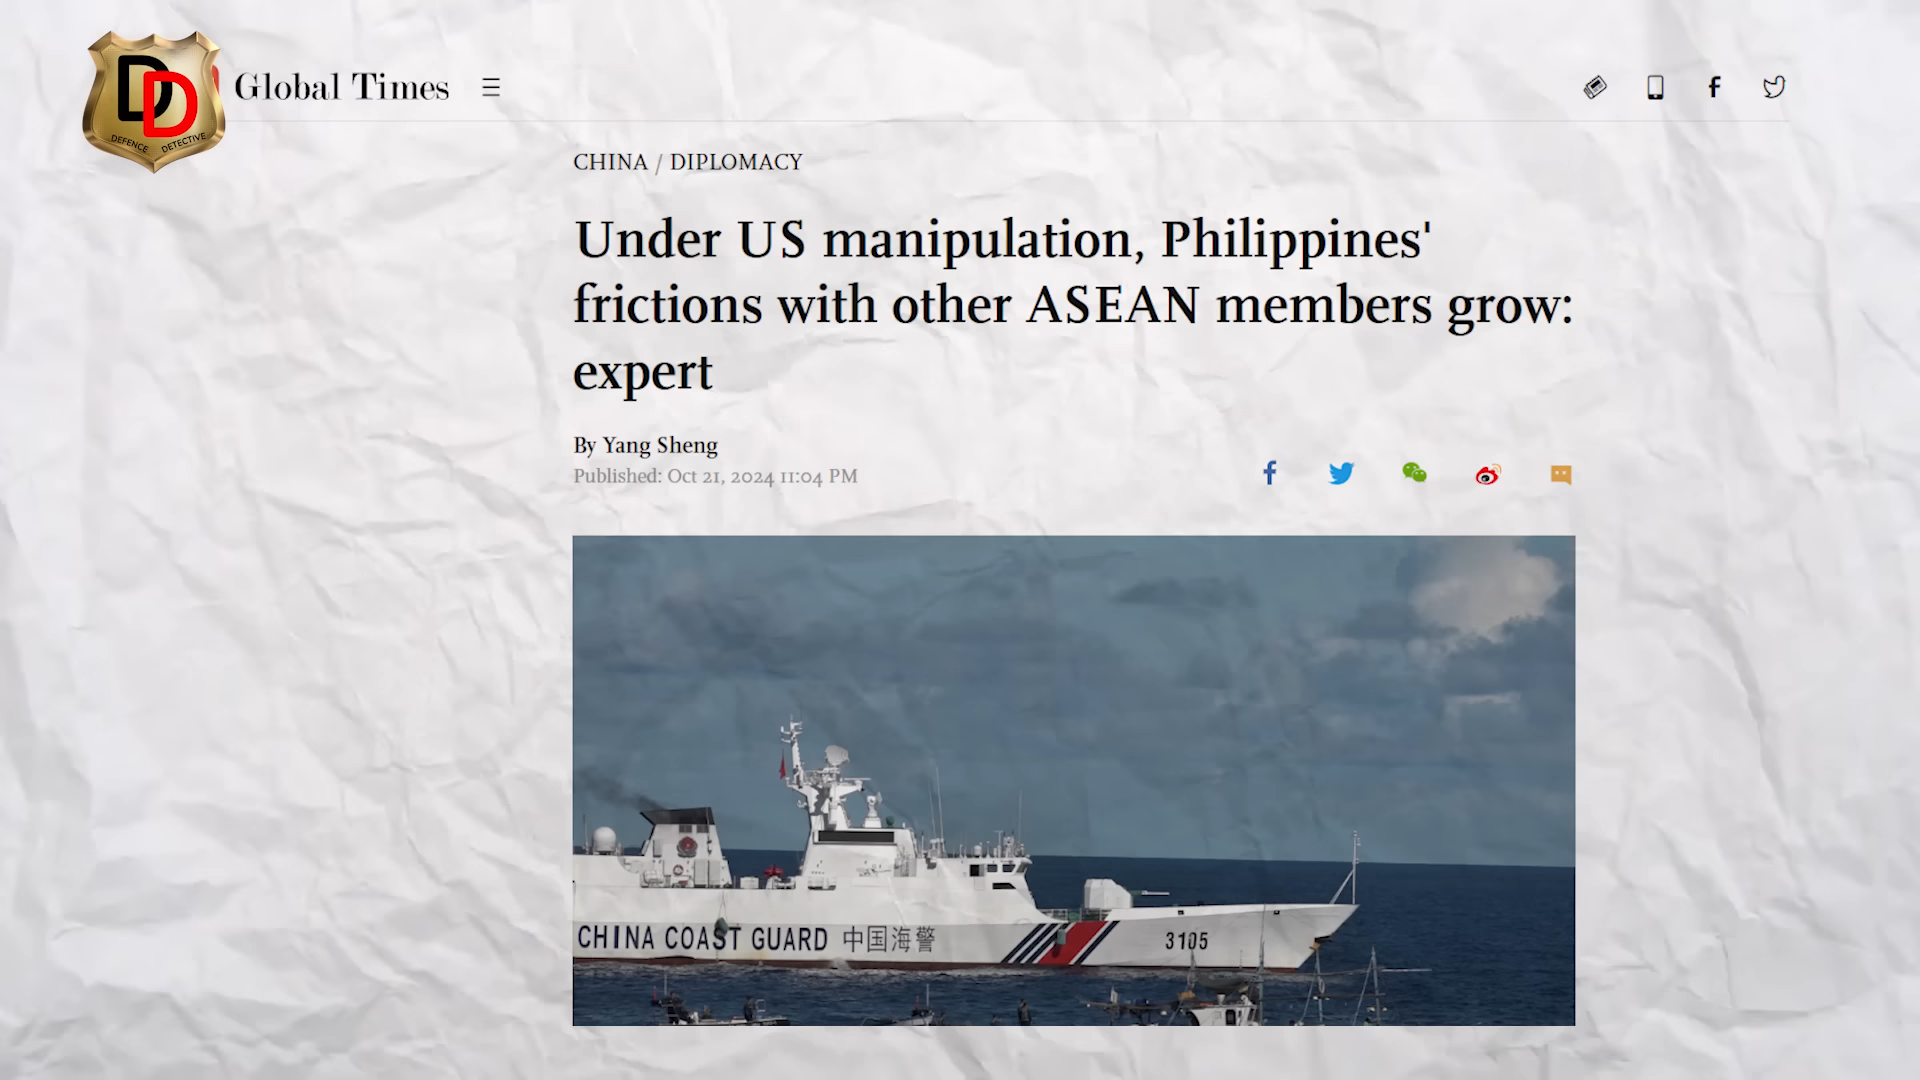 DD
DEFENCE DETECTIVE
Global Times
CHINA / DIPLOMACY
Under US manipulation, Philippines'
frictions with other ASEAN members grow:
expert
By Yang Sheng
Published: Oct 21, 2024 11:04 PM
CHINA COAST GUARD 中国海警
3105